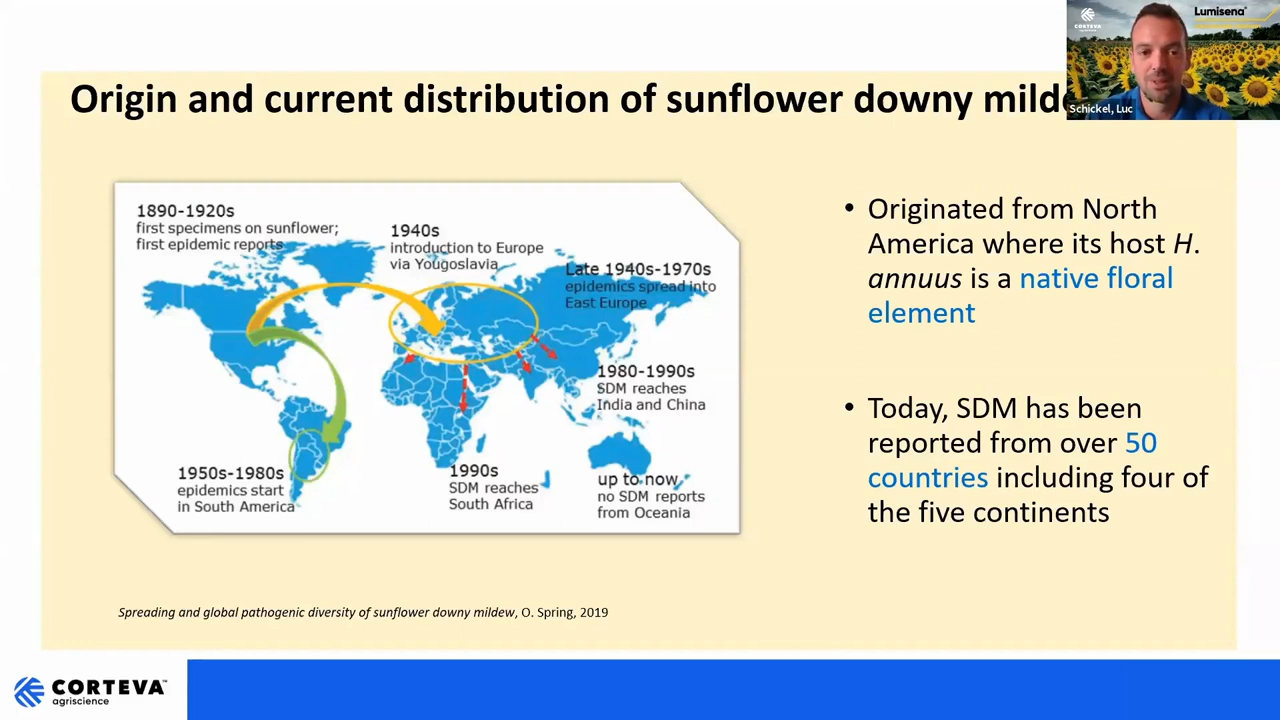 Origin and current distribution of sunflower downy
CORTEVA
agriscience
Lumisena
Schickel, Luc
1890-1920s
first specimens on sunflower;
first epidemic reports
1940s
introduction to Europe
via Yougoslavia
Late 1940s-1970s
epidemics spread into
East Europe
1980-1990s
SDM reaches
India and China
1950s-1980s
epidemics start
in South America
1990s
SDM reaches
South Africa
up to now
no SDM reports
from Oceania
• Originated from North
America where its host H.
annuus is a native floral
element
• Today, SDM has been
reported from over 50
countries including four of
the five continents
Spreading and global pathogenic diversity of sunflower downy mildew, O. Spring, 2019
CORTEVA™
agriscience